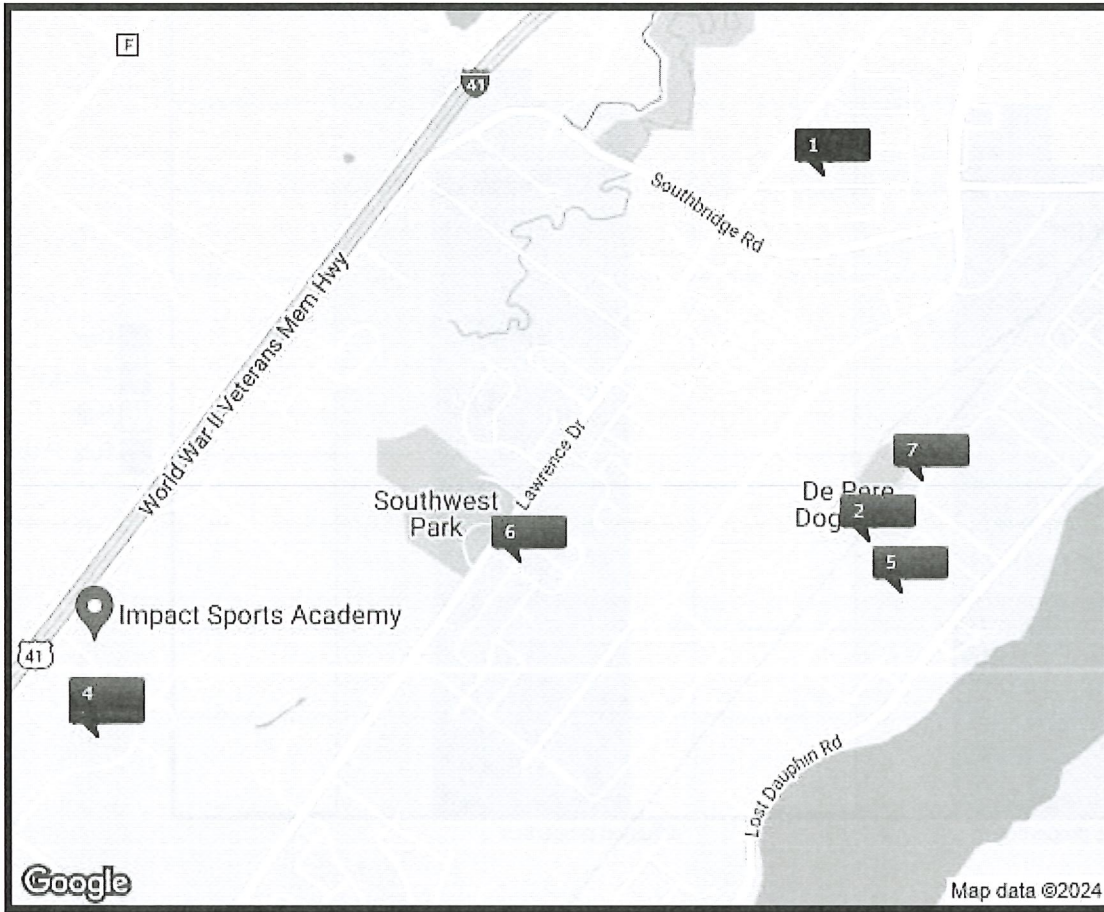 F
41
1
Southbridge Rd
World War II Veterans Mem Hwy
Lawrence Dr
7
De Pere
Dog
2
Southwest
Park
6
5
Impact Sports Academy
41
4
Lost Dauphin Rd
Google
Map data ©2024